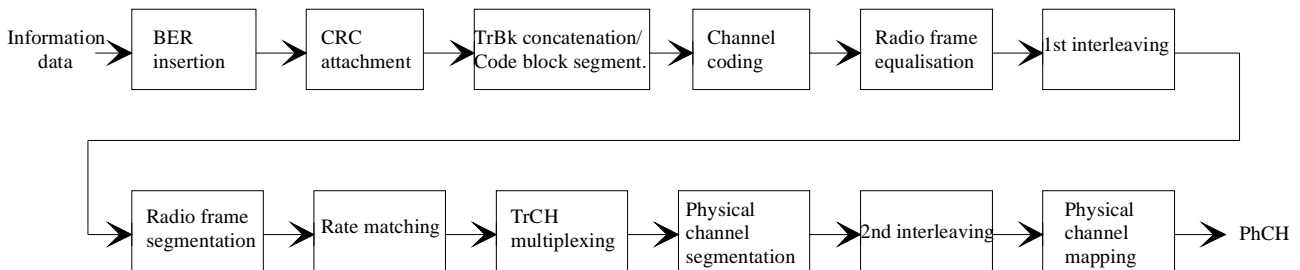 Information
data
BER
insertion
CRC
attachment
TrBk concatenation/
Code block segment.
Channel
coding
Radio frame
equalisation
1st interleaving
Radio frame
segmentation
Rate matching
TrCH
multiplexing
Physical
channel
segmentation
2nd interleaving
Physical
channel
mapping
PhCH